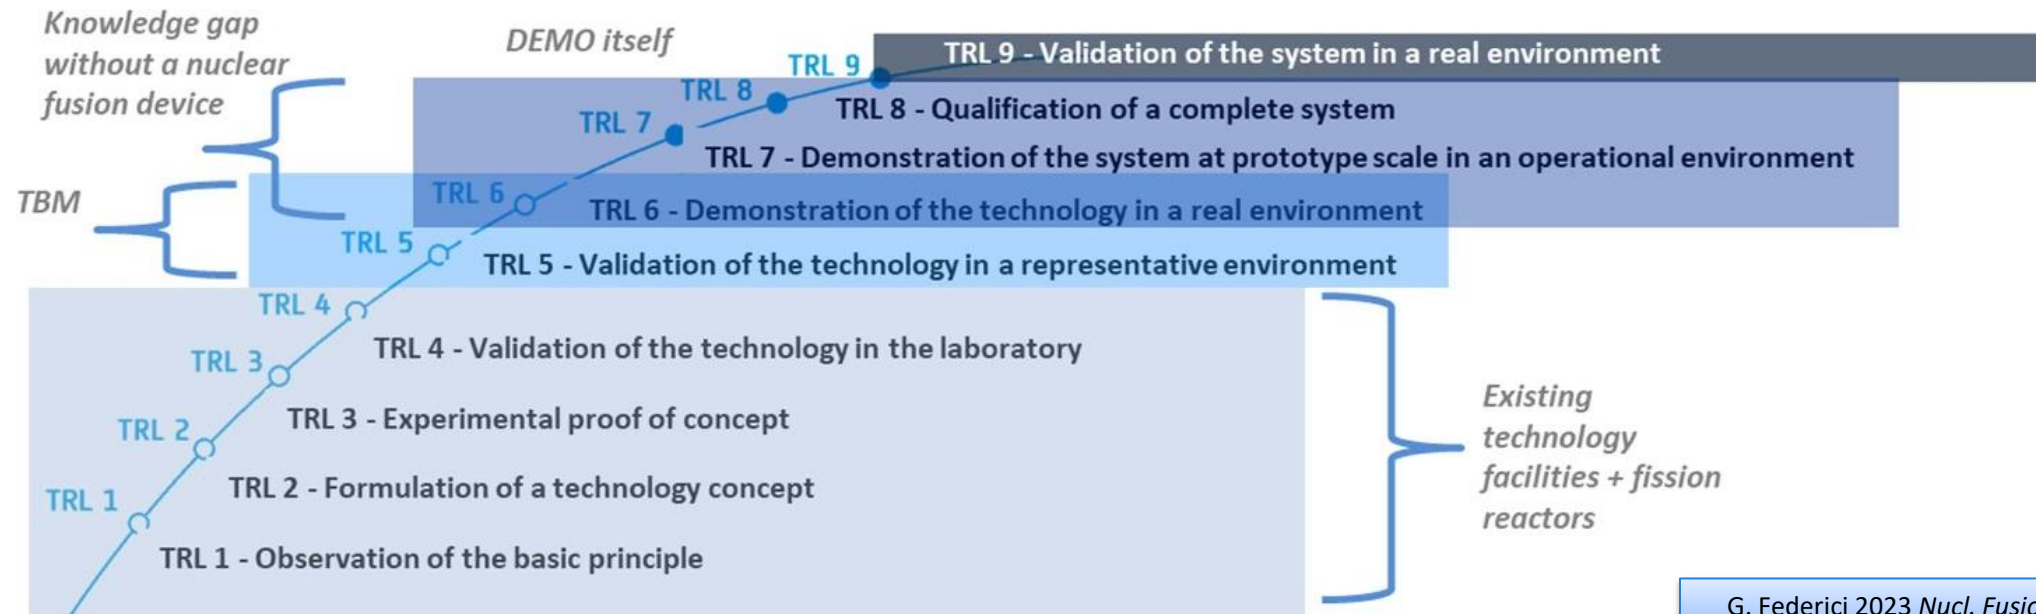 Knowledge gap
without a nuclear
fusion device
DEMO itself
TRL 9
TRL 9 - Validation of the system in a real environment
TRL 8
TRL 8 - Qualification of a complete system
TRL 7
TRL 7 - Demonstration of the system at prototype scale in an operational environment
TBM
TRL 6
TRL 6 - Demonstration of the technology in a real environment
TRL 5
TRL 5 - Validation of the technology in a representative environment
TRL 4
TRL 4 - Validation of the technology in the laboratory
TRL 3
TRL 3 - Experimental proof of concept
TRL 2
TRL 2 - Formulation of a technology concept
TRL 1
TRL 1 - Observation of the basic principle
Existing
technology
facilities + fission
reactors
G. Federici 2023 Nucl.